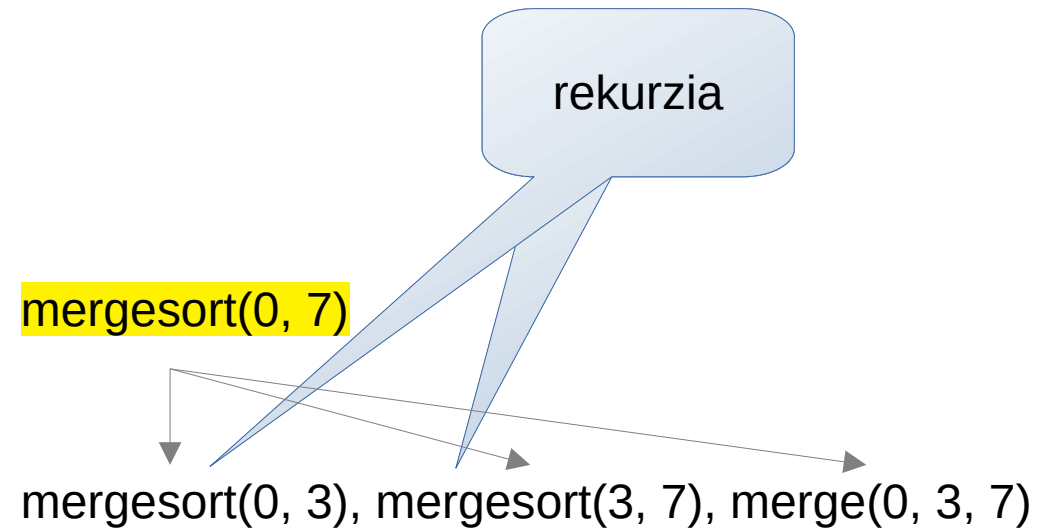 rekurzia
mergesort(0, 7)
mergesort(0, 3), mergesort(3, 7), merge(0, 3, 7)